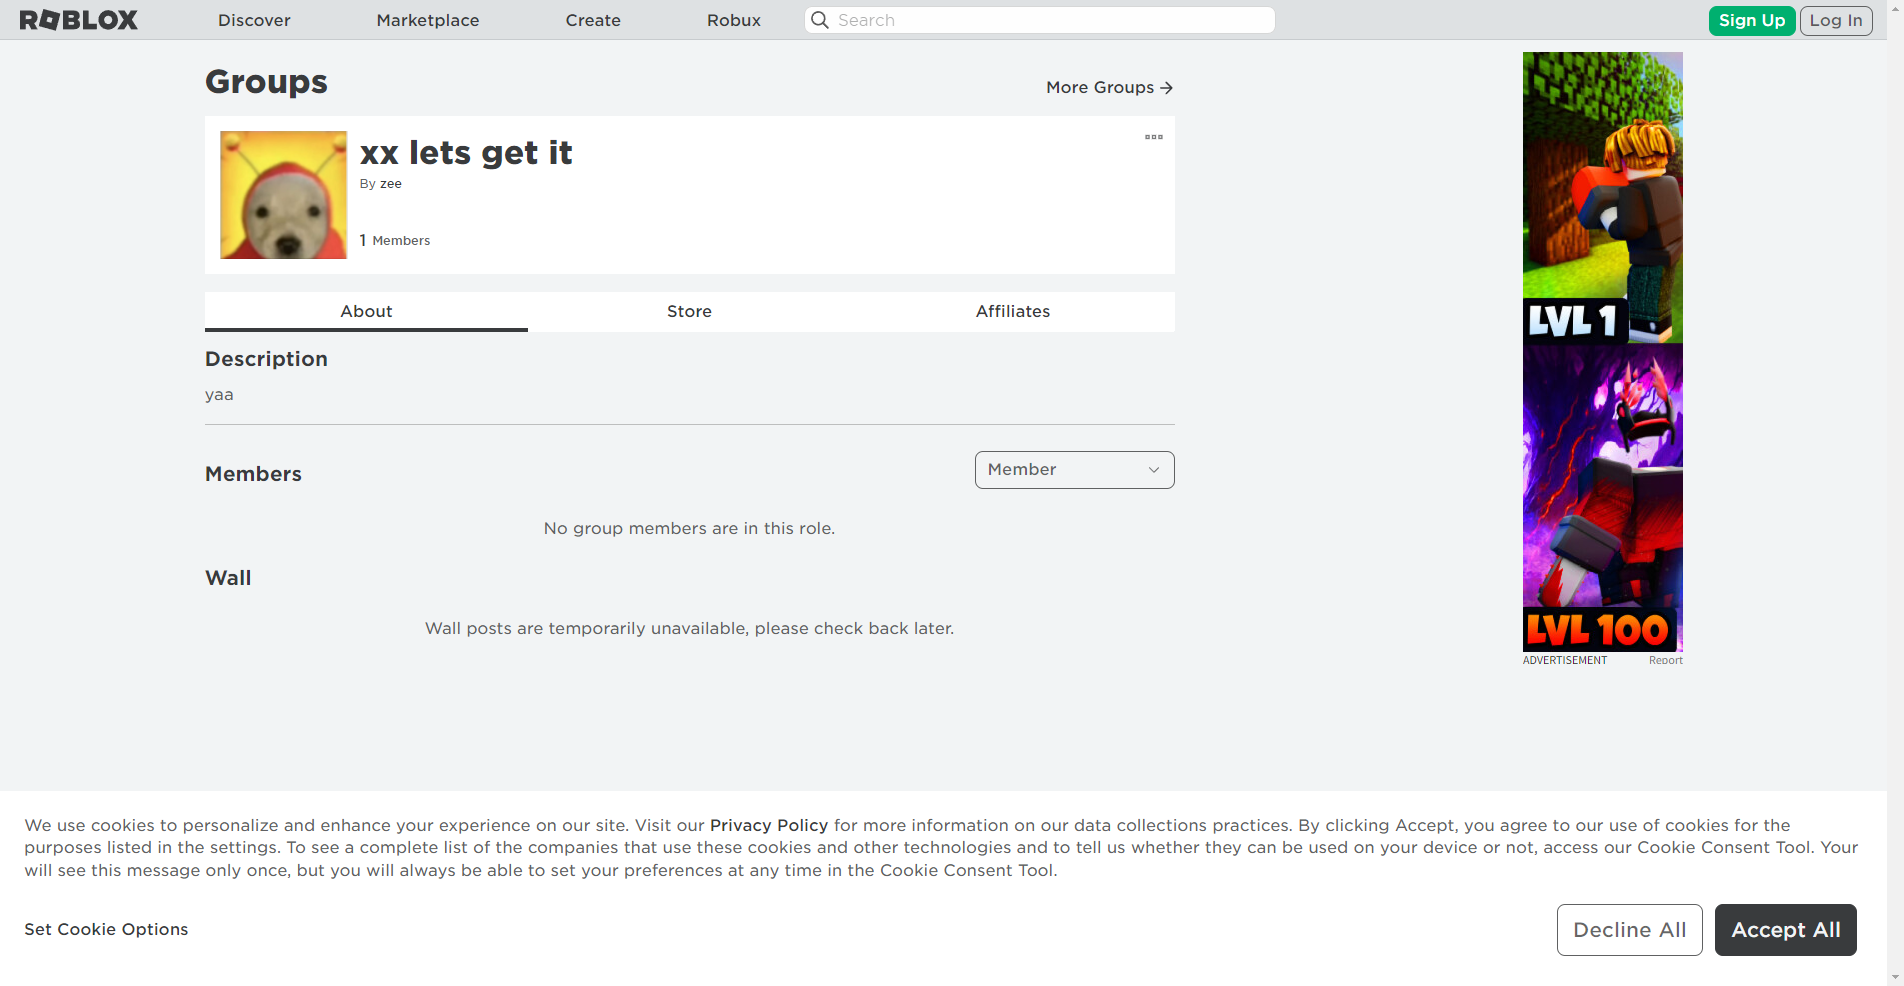 ROBLOX Discover Marketplace Create Robux Search Sign Up Log In
Groups
More Groups
xx lets get it
By zee
1 Members
About Store Affiliates
Description
yaa
Members
Member
No group members are in this role.
Wall
Wall posts are temporarily unavailable, please check back later.
LVL 1
LVL 100
ADVERTISEMENT Report
We use cookies to personalize and enhance your experience on our site. Visit our Privacy Policy for more information on our data collections practices. By clicking Accept, you agree to our use of cookies for the
purposes listed in the settings. To see a complete list of the companies that use these cookies and other technologies and to tell us whether they can be used on your device or not, access our Cookie Consent Tool. Your
will see this message only once, but you will always be able to set your preferences at any time in the Cookie Consent Tool.
Set Cookie Options
Decline All
Accept All